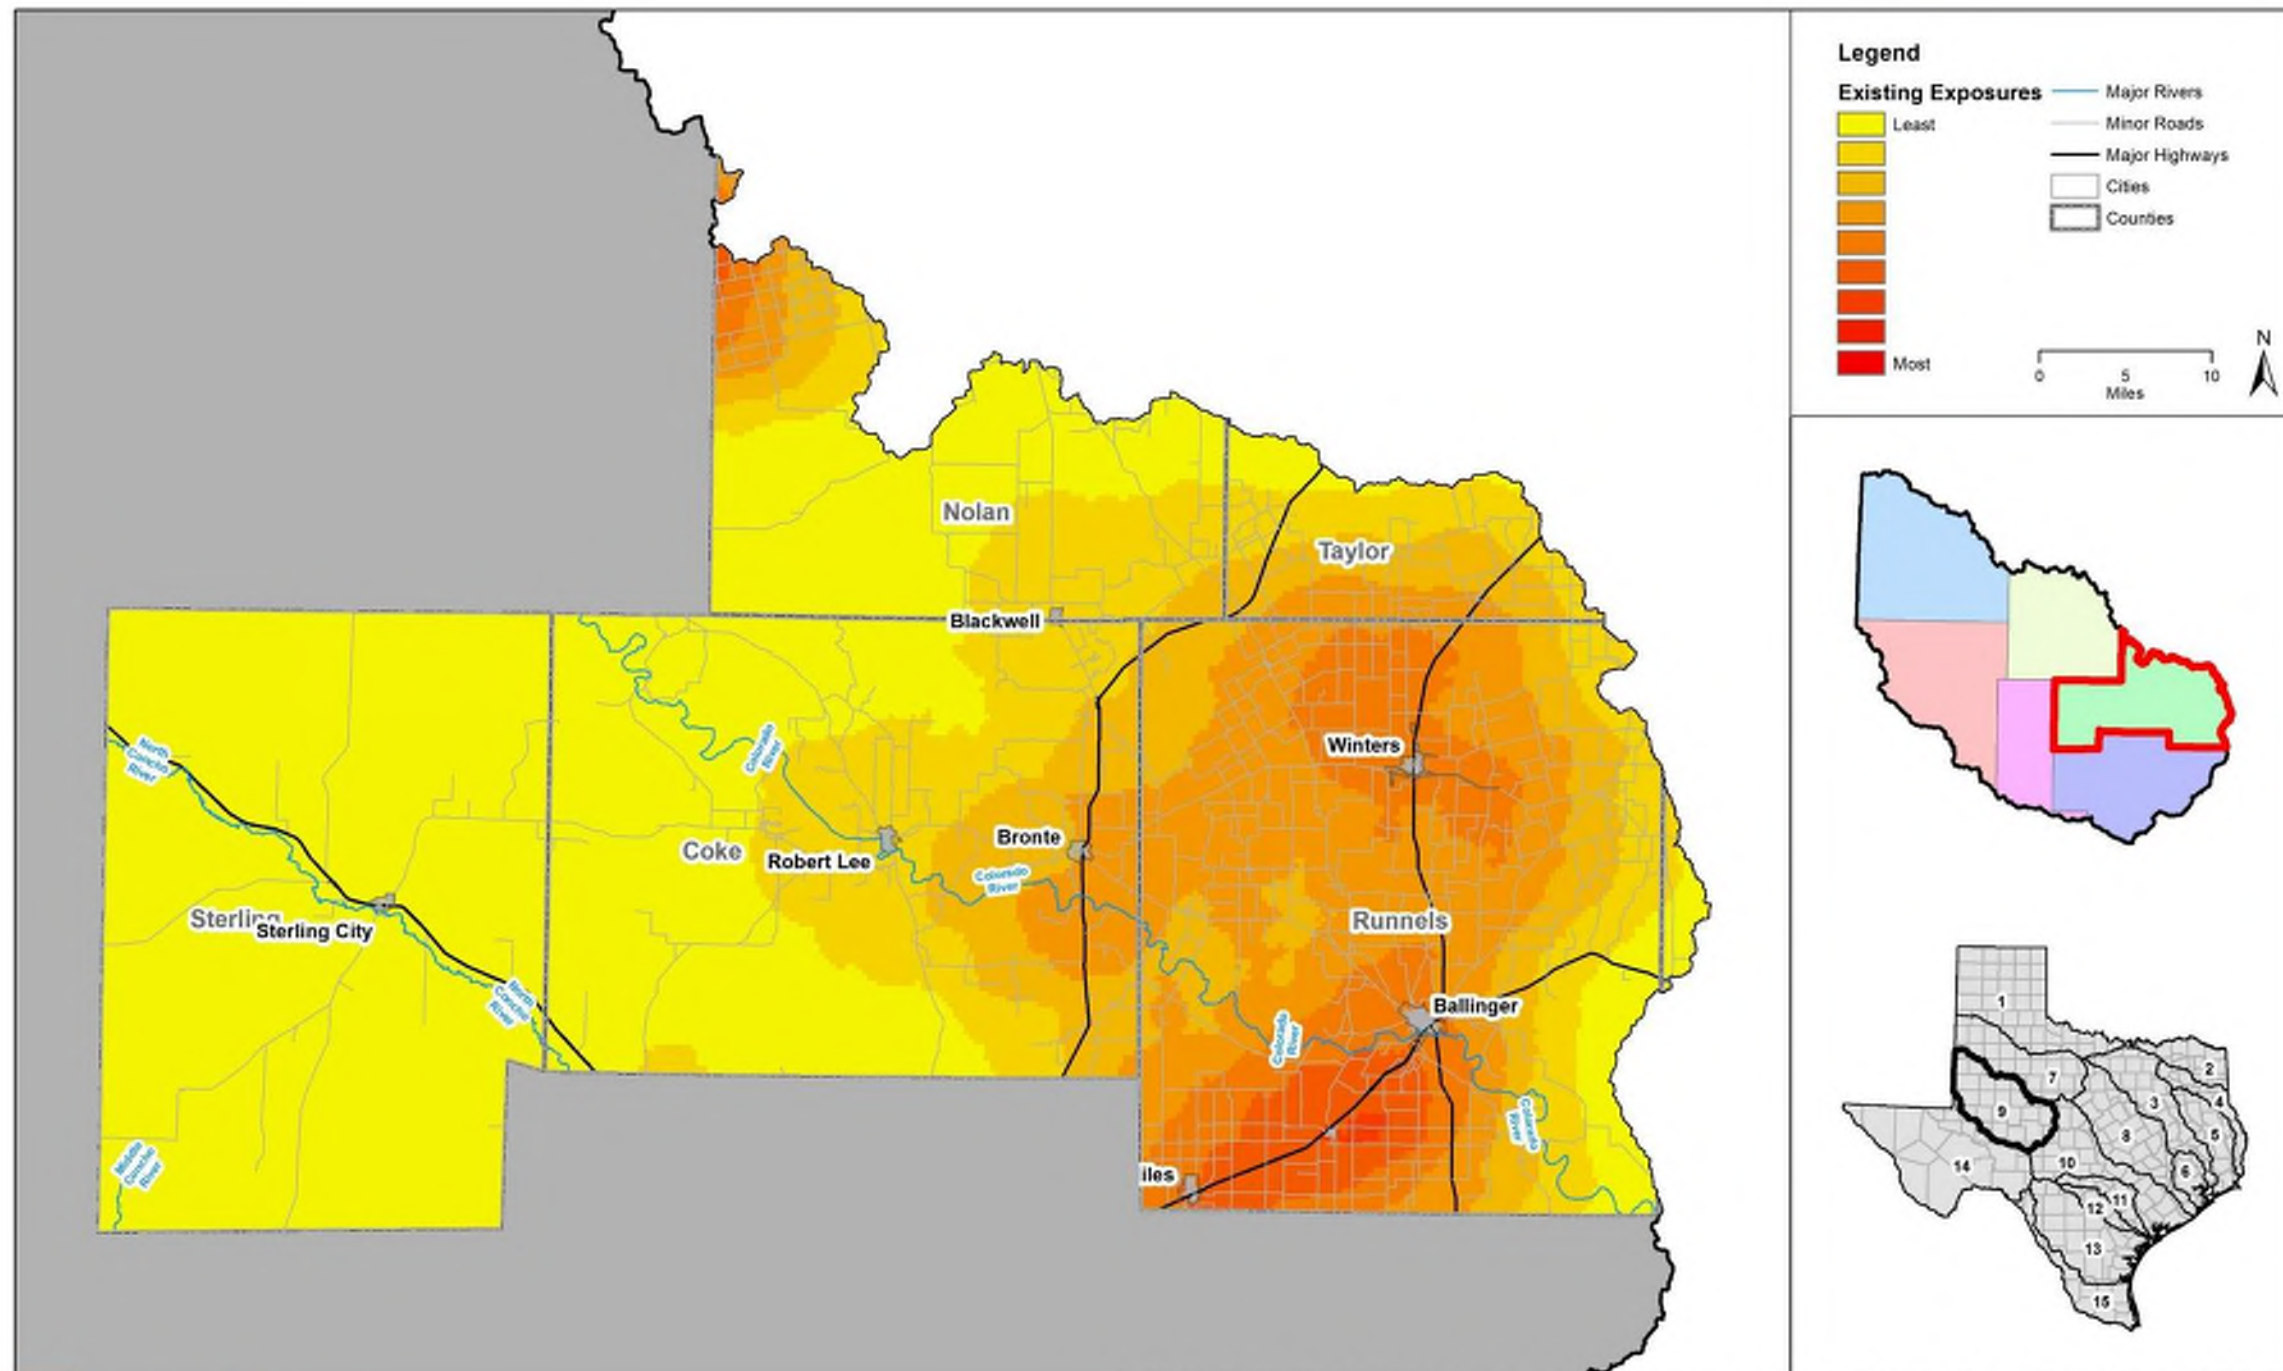 Legend
Existing Exposures
Least
Most
Major Rivers
Minor Roads
Major Highways
Cities
Counties
N
0 5 10
Miles
Nolan
Taylor
Blackwell
Winters
North
Concho
River
Colorado
River
Coke
Robert Lee
Bronte
Colorado
River
Runnels
Sterling
Sterling City
North
Concho
River
Ballinger
Colorado
River
Colorado
River
Middle
Concho
River
iles
1
2
7
3
4
9
8
5
14
10
6
11
12
13
15